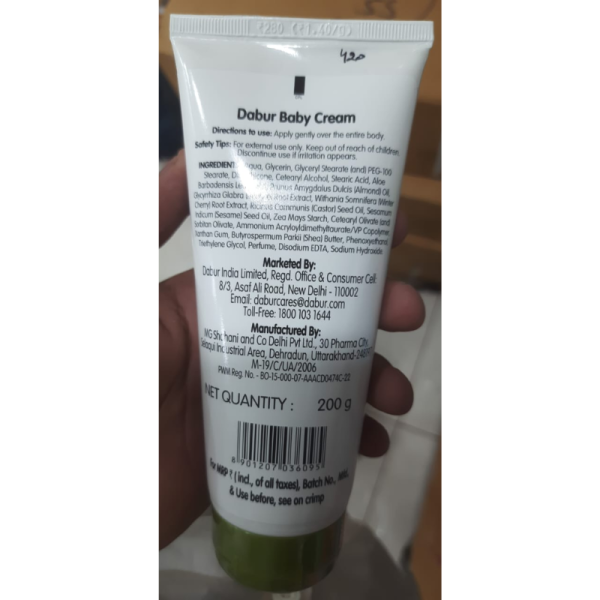 ₹280 (₹1.40/g)
420
Dabur Baby Cream
Directions to use: Apply gently over the entire body.
Safety Tips: For external use only. Keep out of reach of children.
Discontinue use if irritation appears.
INGREDIENTS: Aqua, Glycerin, Glyceryl Stearate (and) PEG-100
Stearate, Cetearyl Alcohol, Stearic Acid, Aloe
Barbadensis Prunus Amygdalus Dulcis (Almond) Oil,
Glycyrrhiza Glabra Extract, Withania Somnifera (Winter
Cherry) Root Extract, Ricinus Communis (Castor) Seed Oil, Sesamum
Indicum (Sesame) Seed Oil, Zea Mays Starch, Cetearyl Olivate (and)
Sorbitan Olivate, Ammonium Acryloyldimethyltaurate/VP Copolymer,
Xanthan Gum, Butyrospermum Parkii (Shea) Butter, Phenoxyethanol,
Triethylene Glycol, Perfume, Disodium EDTA, Sodium Hydroxide
Marketed By:
Dabur India Limited, Regd. Office & Consumer Cell:
8/3, Asaf Ali Road, New Delhi - 110002
Email: daburcares@dabur.com
Toll-Free: 1800 103 1644
Manufactured By:
MG Shahani and Co Delhi Pvt Ltd., 30 Pharma City,
Selaqui Industrial Area, Dehradun, Uttarakhand-
M-19/C/UA/2006
PWM Reg. No.- BO-15-000-07-AAACD0474C-22
NET QUANTITY : 200 g
8 901207 036095
For MRP ₹ (incl., of all taxes), Batch No.,
& Use before, see on crimp